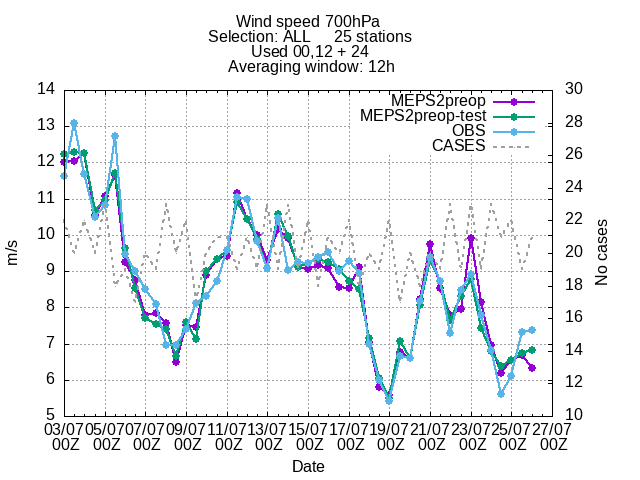 Wind speed 700hPa
Selection: ALL 25 stations
Used 00,12 + 24
Averaging window: 12h
MEPS2preop
MEPS2preop-test
OBS
CASES
14
13
12
11
10
9
8
7
6
5
m/s
30
28
26
24
22
20
18
16
14
12
10
No cases
03/07 05/07 07/07 09/07 11/07 13/07 15/07 17/07 19/07 21/07 23/07 25/07 27/07
00Z 00Z 00Z 00Z 00Z 00Z 00Z 00Z 00Z 00Z 00Z 00Z 00Z
Date